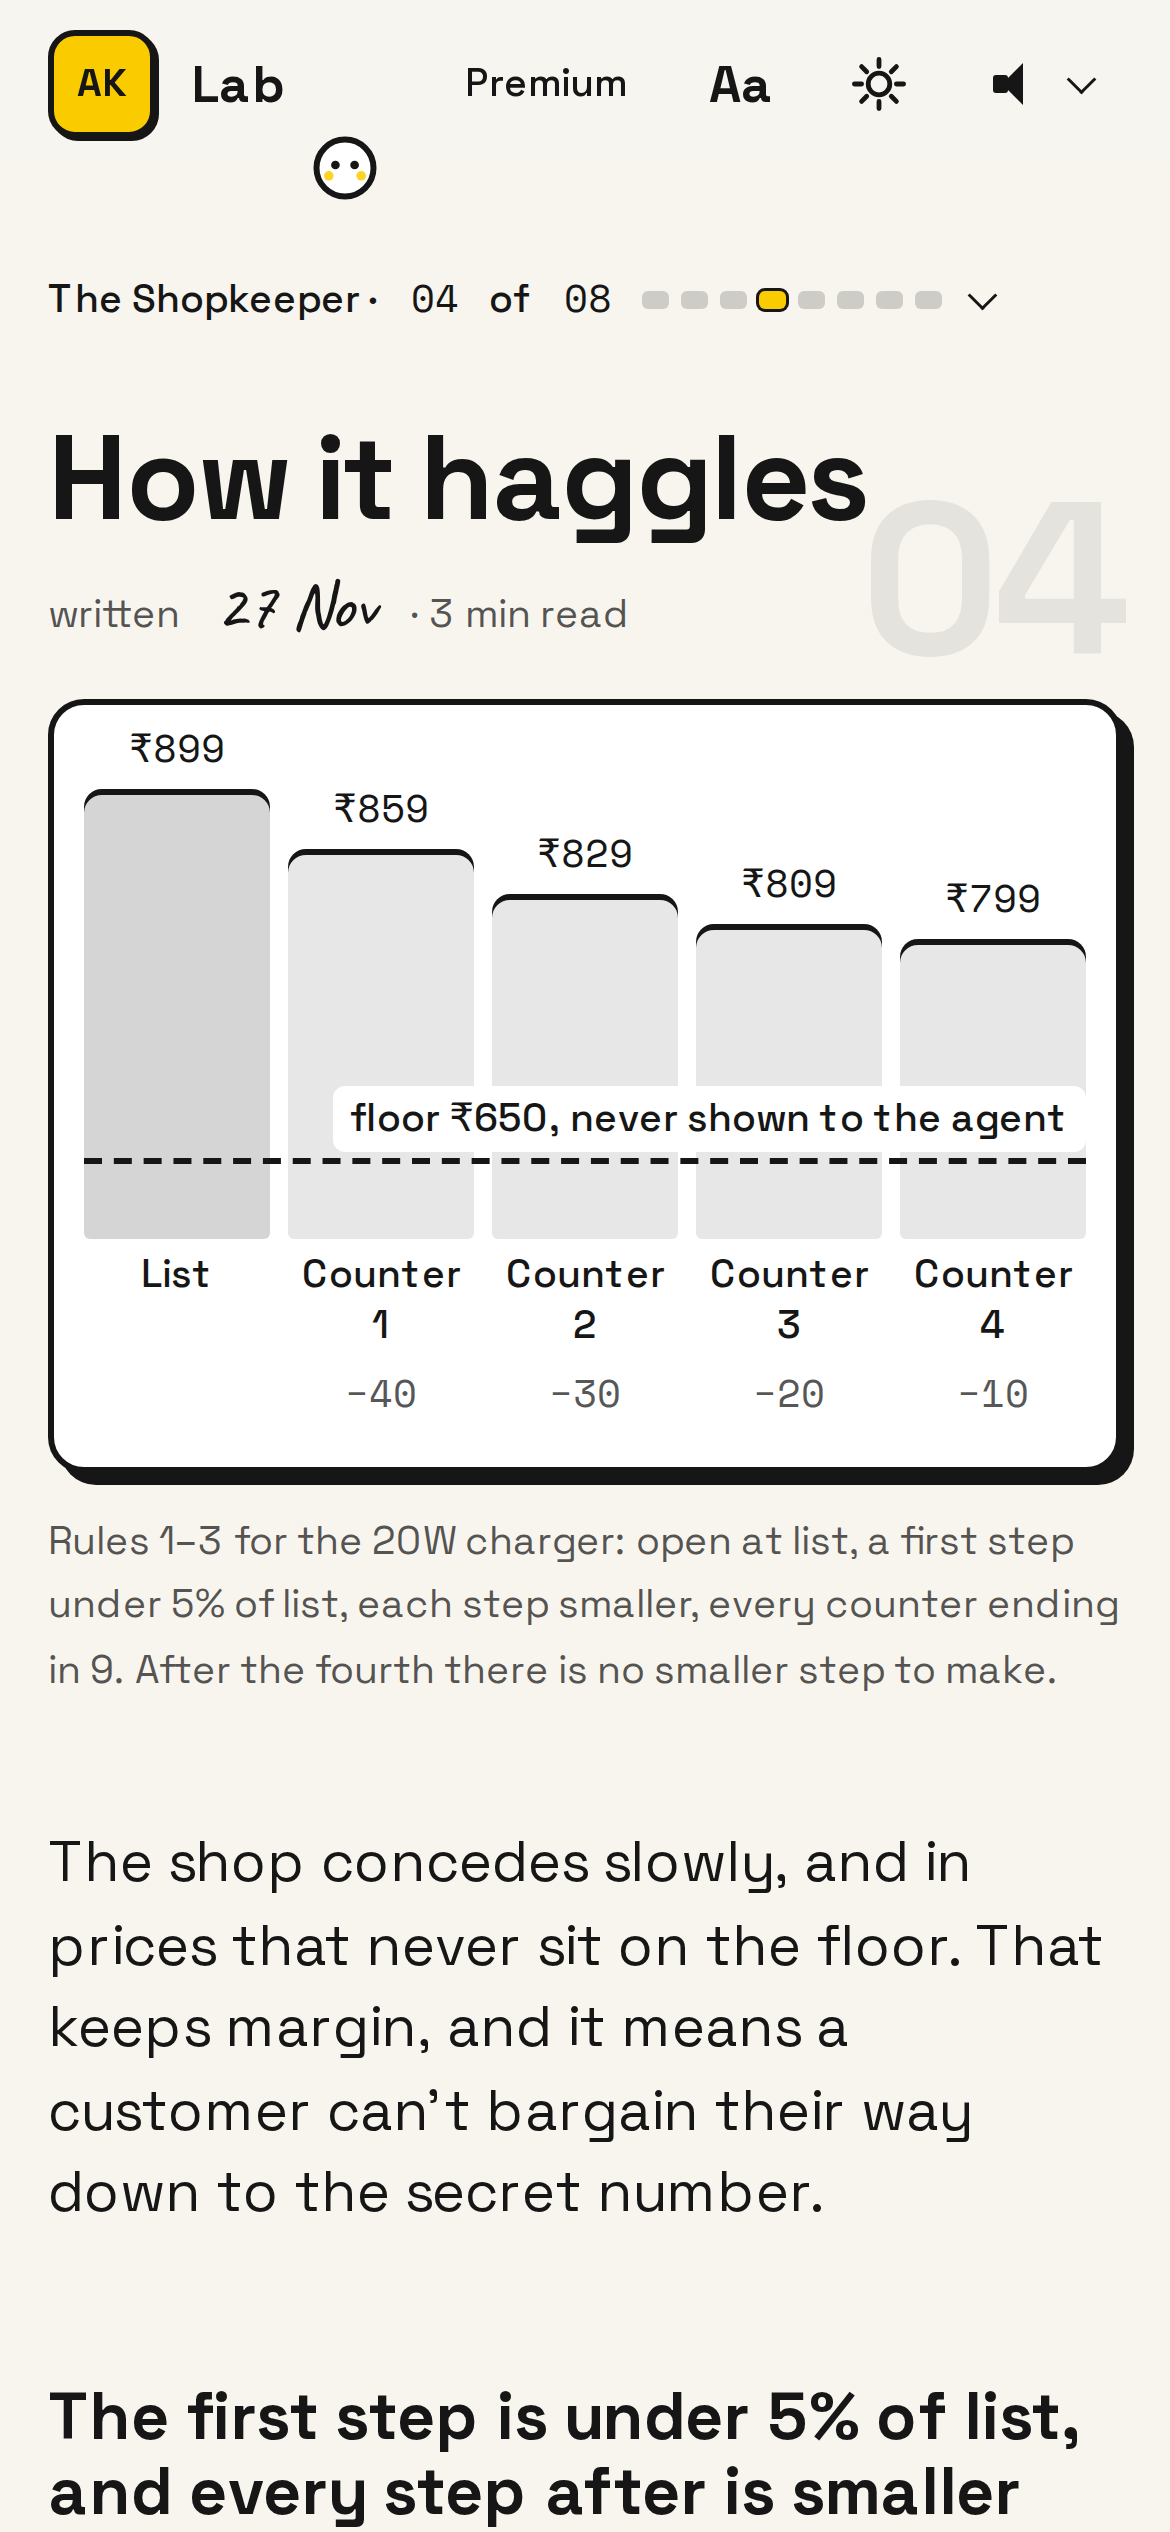 AK Lab Premium Aa
The Shopkeeper · 04 of 08
How it haggles
04
written 27 Nov · 3 min read
₹899
₹859
₹829
₹809
₹799
floor ₹650, never shown to the agent
List Counter 1 Counter 2 Counter 3 Counter 4
−40 −30 −20 −10
Rules 1–3 for the 20W charger: open at list, a first step
under 5% of list, each step smaller, every counter ending
in 9. After the fourth there is no smaller step to make.
The shop concedes slowly, and in
prices that never sit on the floor. That
keeps margin, and it means a
customer can’t bargain their way
down to the secret number.
The first step is under 5% of list,
and every step after is smaller